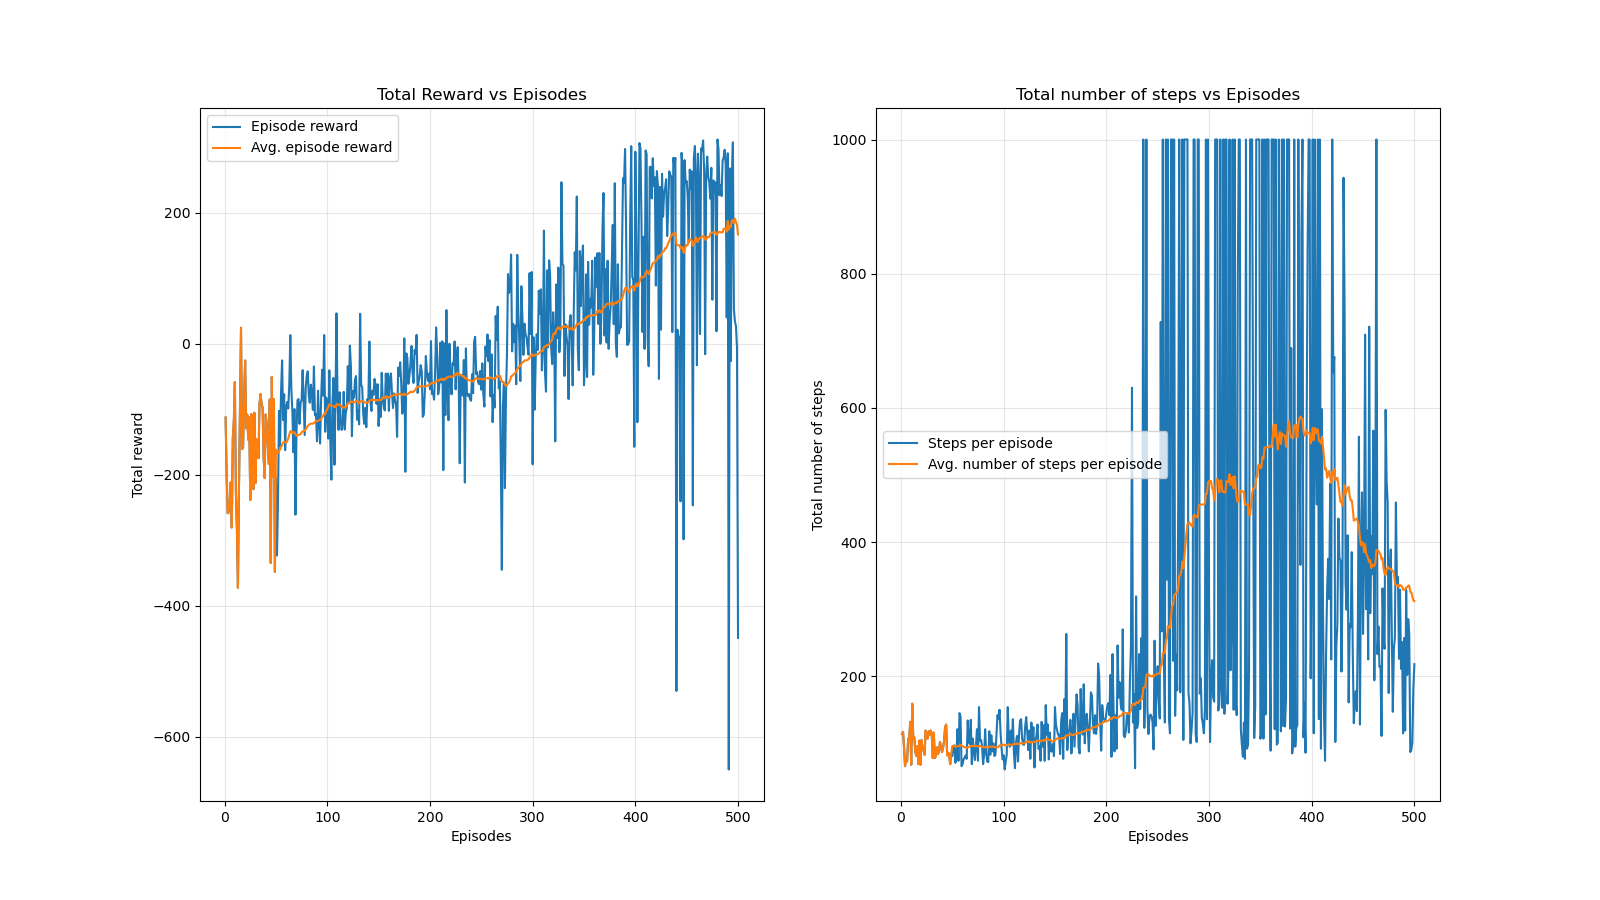 Total Reward vs Episodes
Episode reward
Avg. episode reward
200
0
−200
−400
−600
Total reward
0
100
200
300
400
500
Episodes
Total number of steps vs Episodes
1000
800
600
400
200
Total number of steps
Steps per episode
Avg. number of steps per episode
0
100
200
300
400
500
Episodes